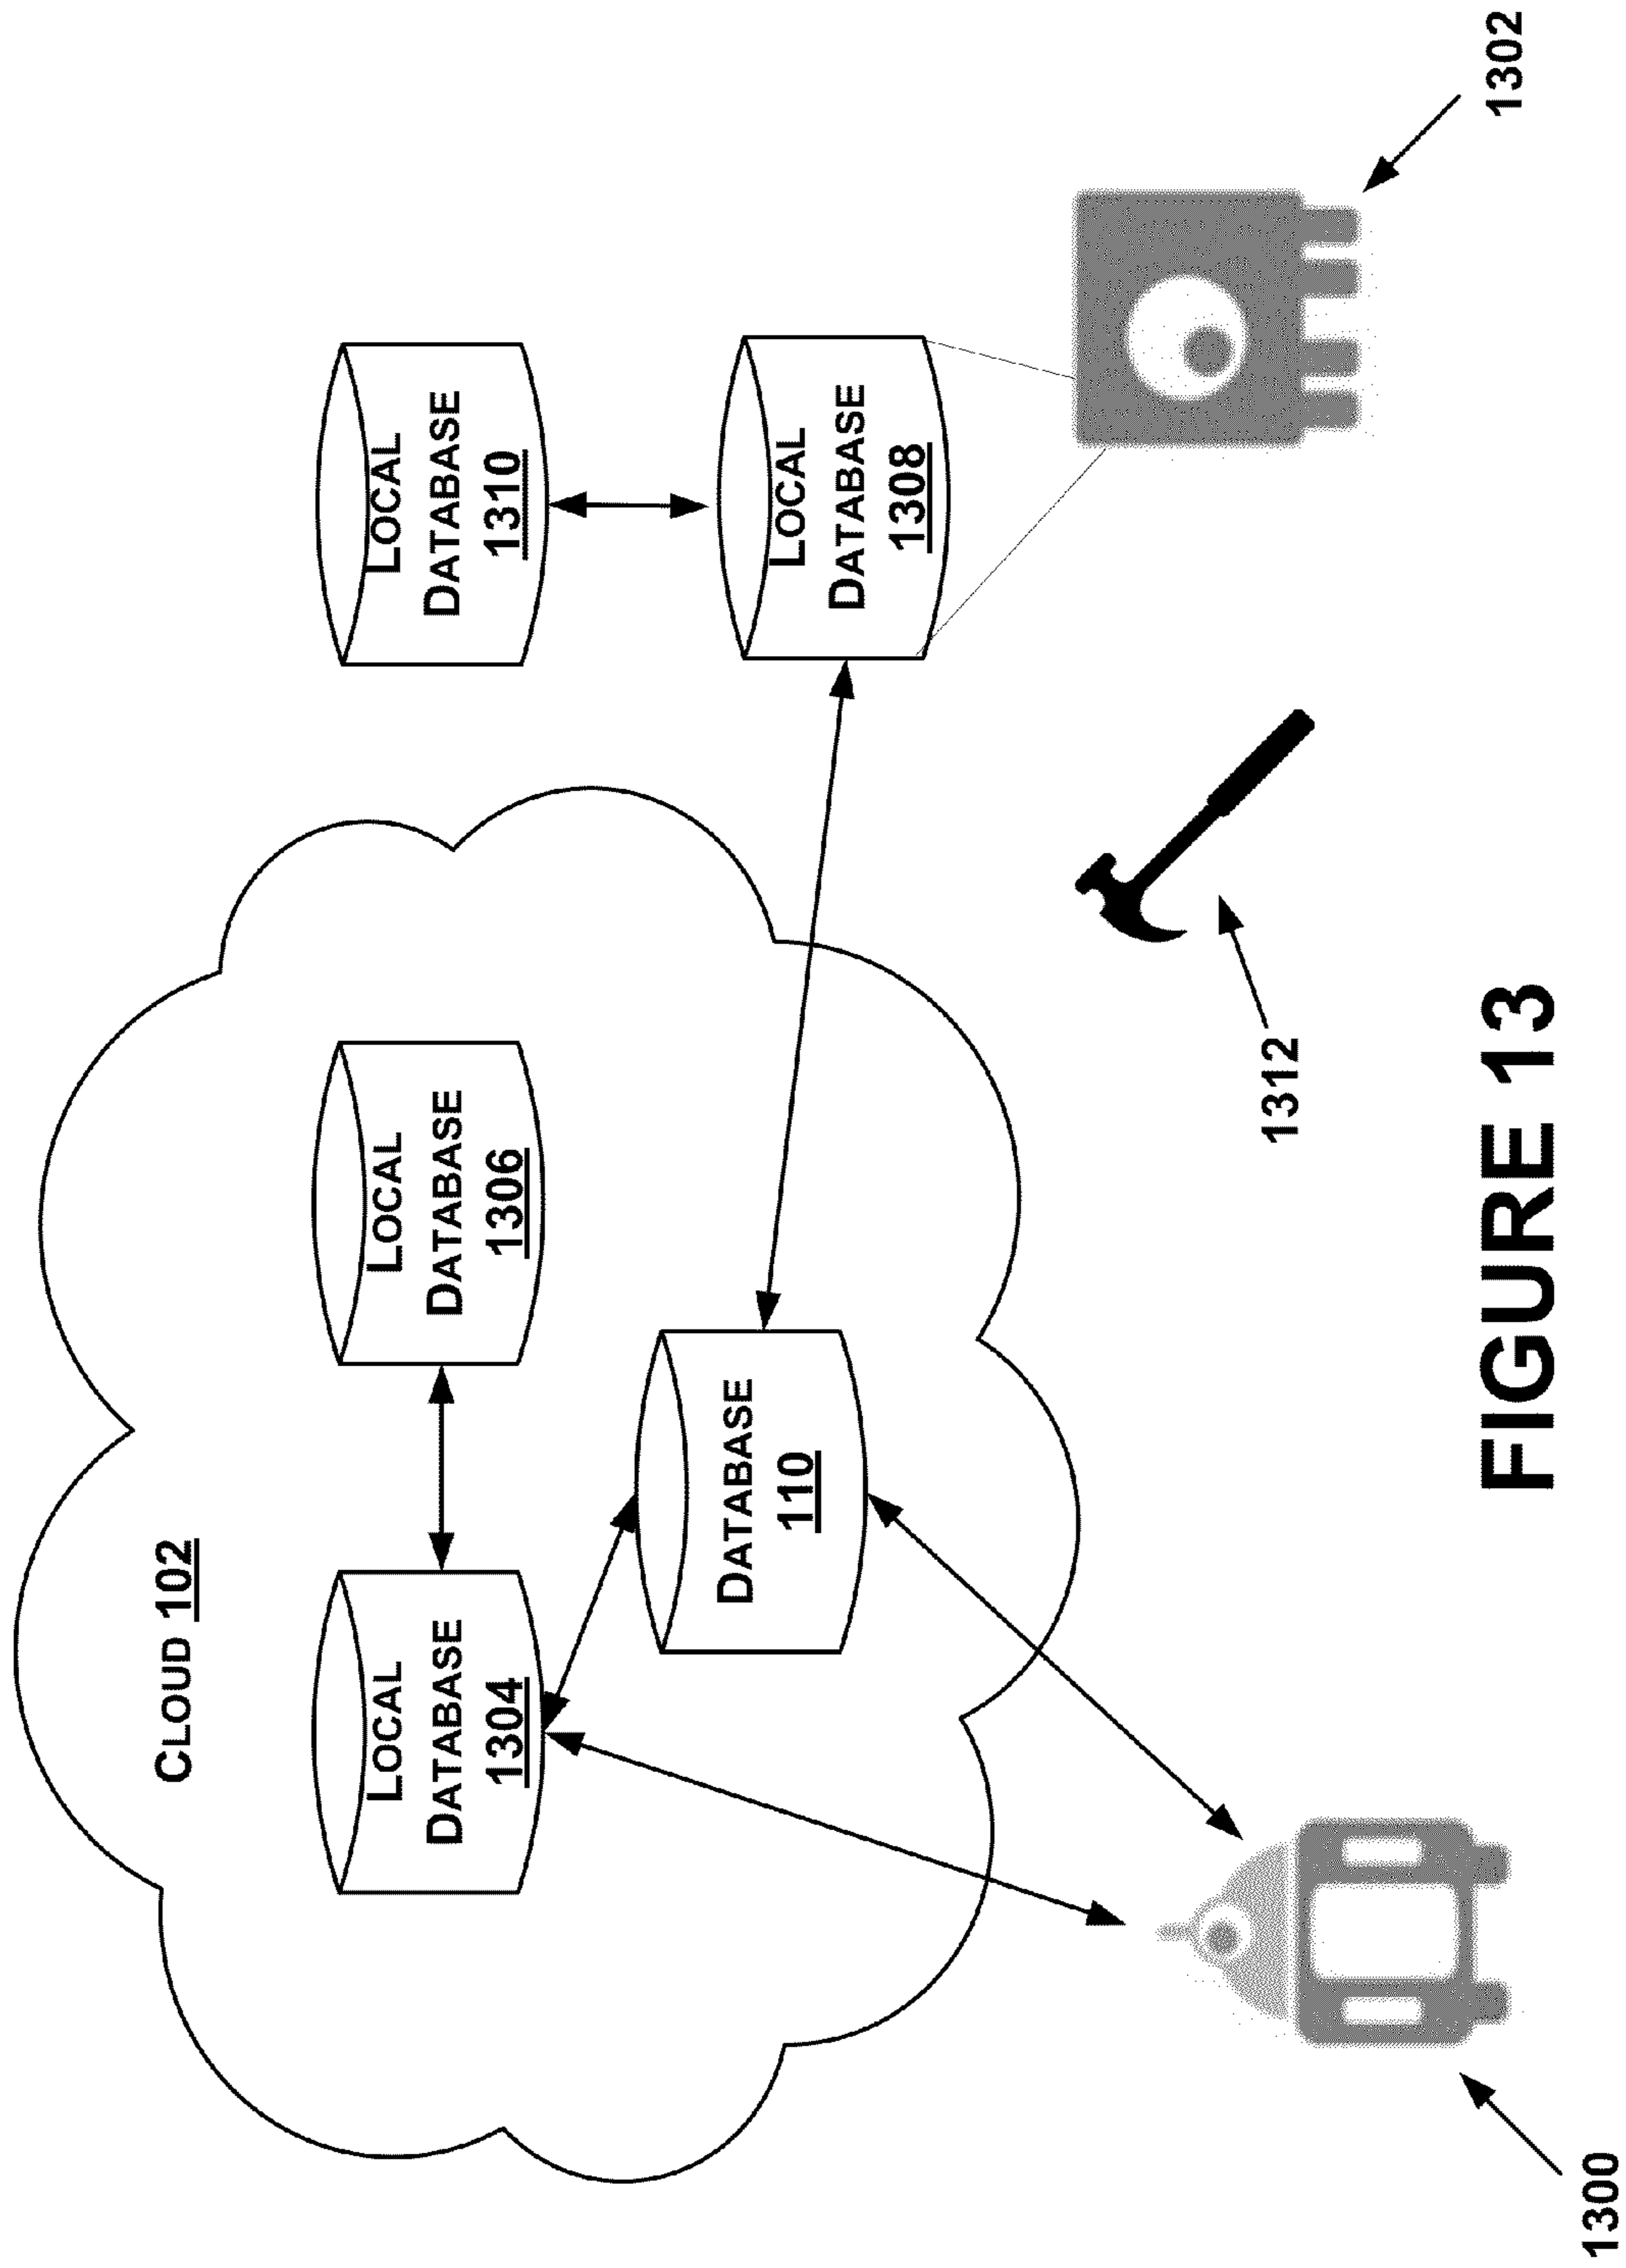 CLOUD 102
LOCAL
DATABASE
1304
LOCAL
DATABASE
1306
LOCAL
DATABASE
1310
DATABASE
110
LOCAL
DATABASE
1308
1312
1300
1302
FIGURE 13